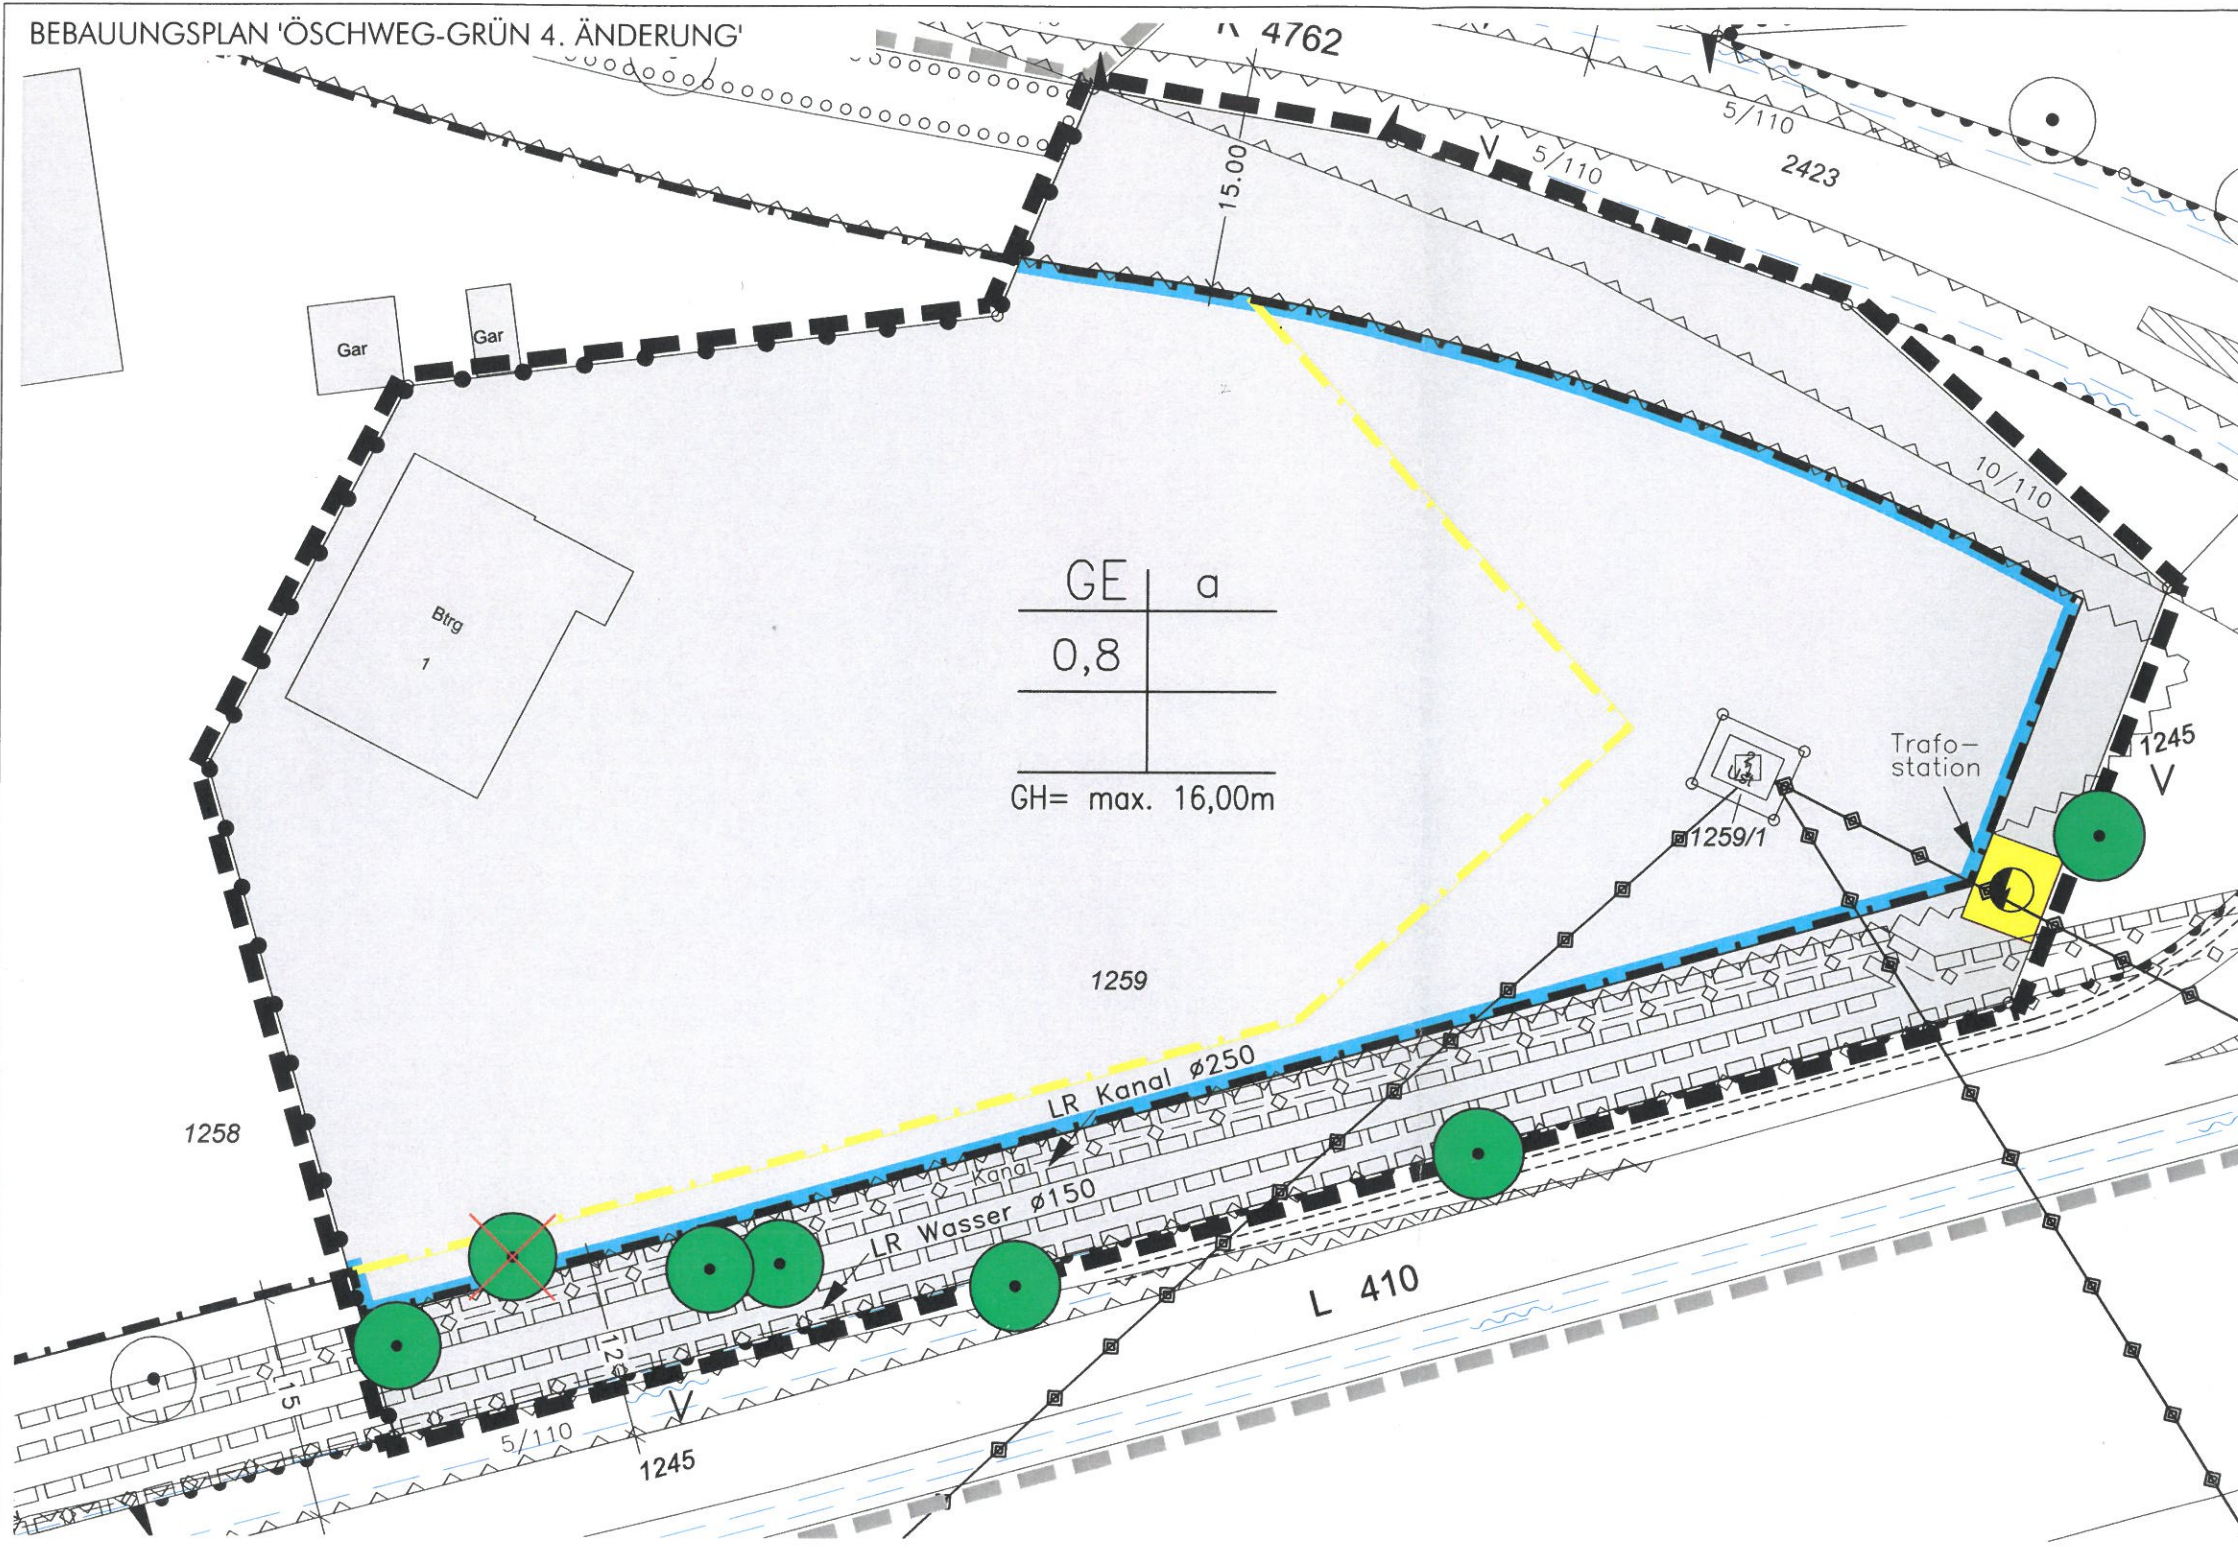 BEBAUUNGSPLAN 'ÖSCHWEG-GRÜN 4. ÄNDERUNG'
K 4762
5/110
2423
V
5/110
15.00
Gar
Gar
10/110
GE a
0,8
GH= max. 16,00m
Btrg
1
Trafo-
station
1245
V
1259/1
1259
1258
LR Kanal ø250
Kanal
LR Wasser ø150
L 410
12
15
V
5/110
1245